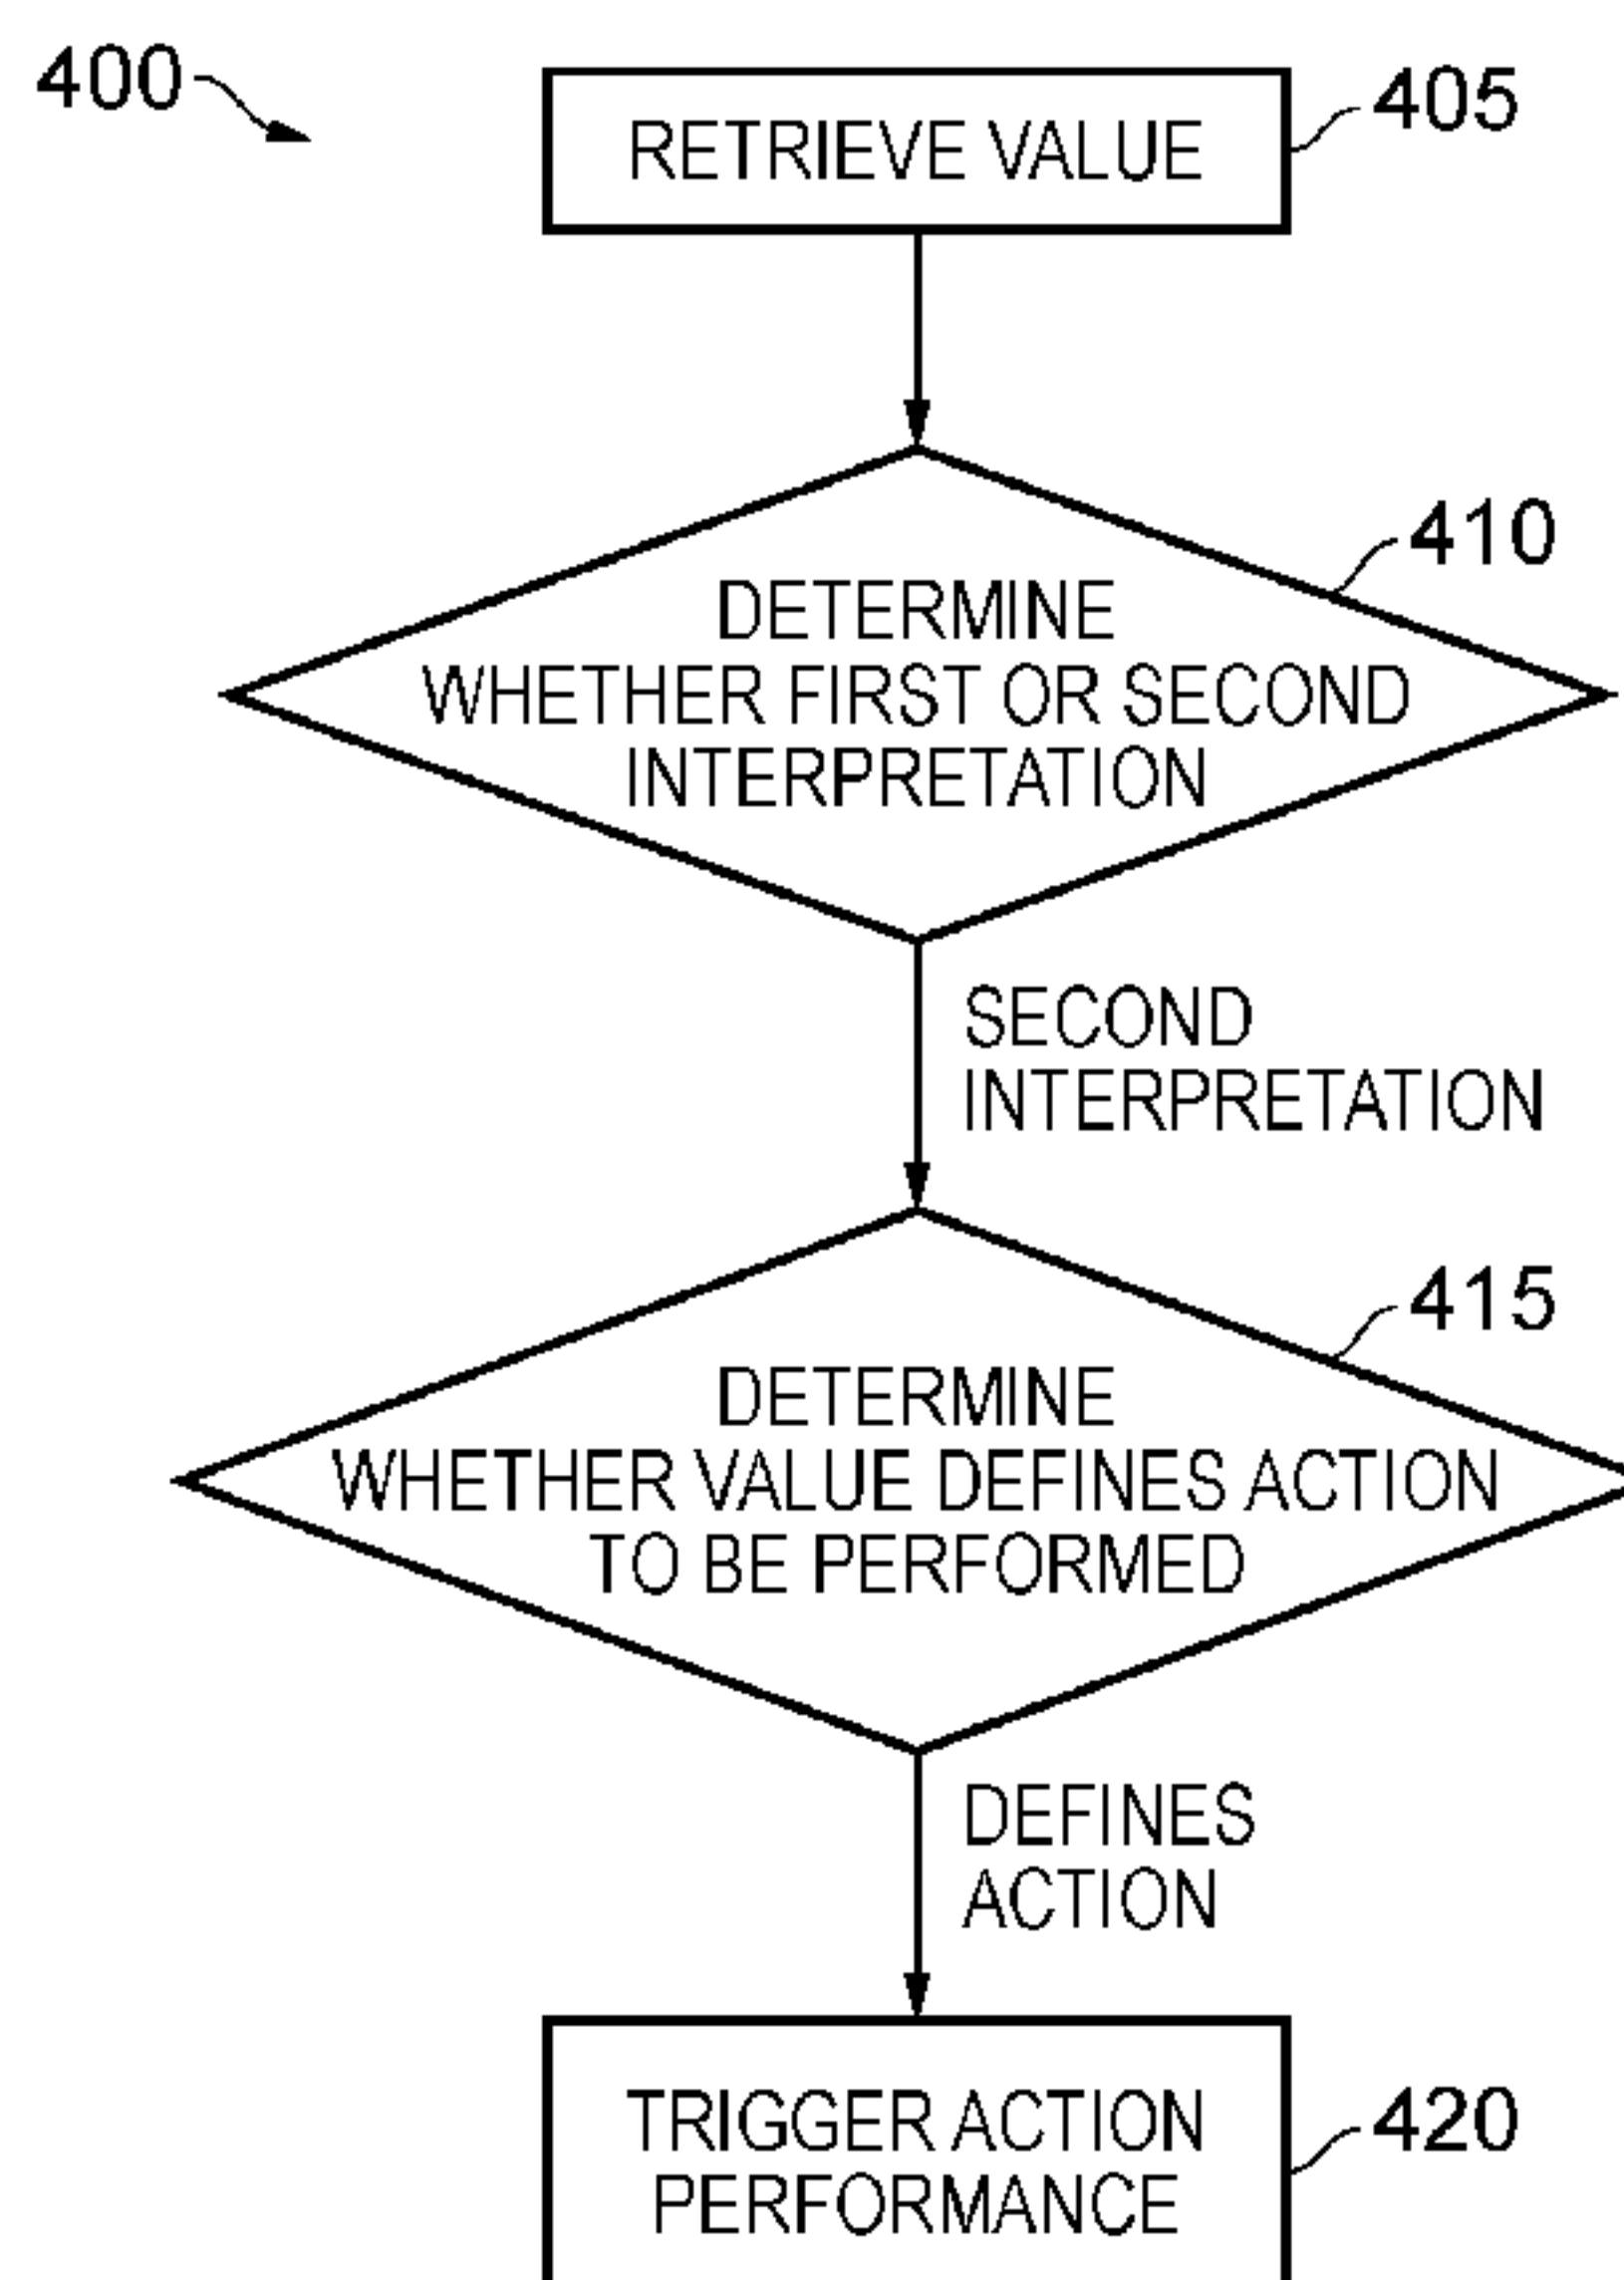 400
RETRIEVE VALUE
405
410
DETERMINE
WHETHER FIRST OR SECOND
INTERPRETATION
SECOND
INTERPRETATION
415
DETERMINE
WHETHER VALUE DEFINES ACTION
TO BE PERFORMED
DEFINES
ACTION
TRIGGER ACTION
PERFORMANCE
420